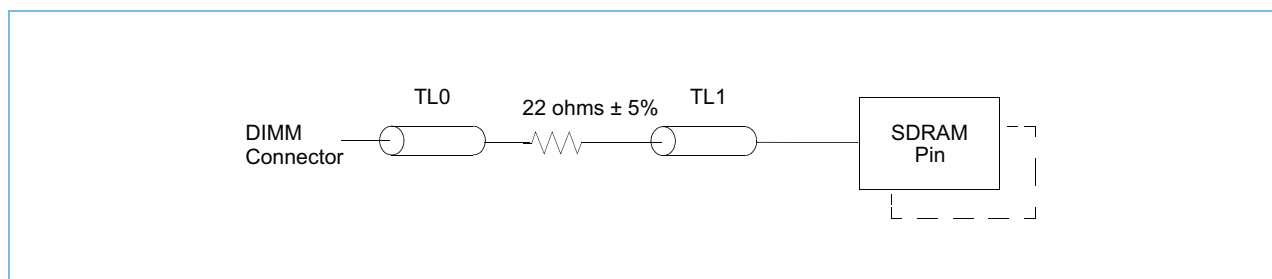 TL0
22 ohms ± 5%
TL1
DIMM
Connector
SDRAM
Pin